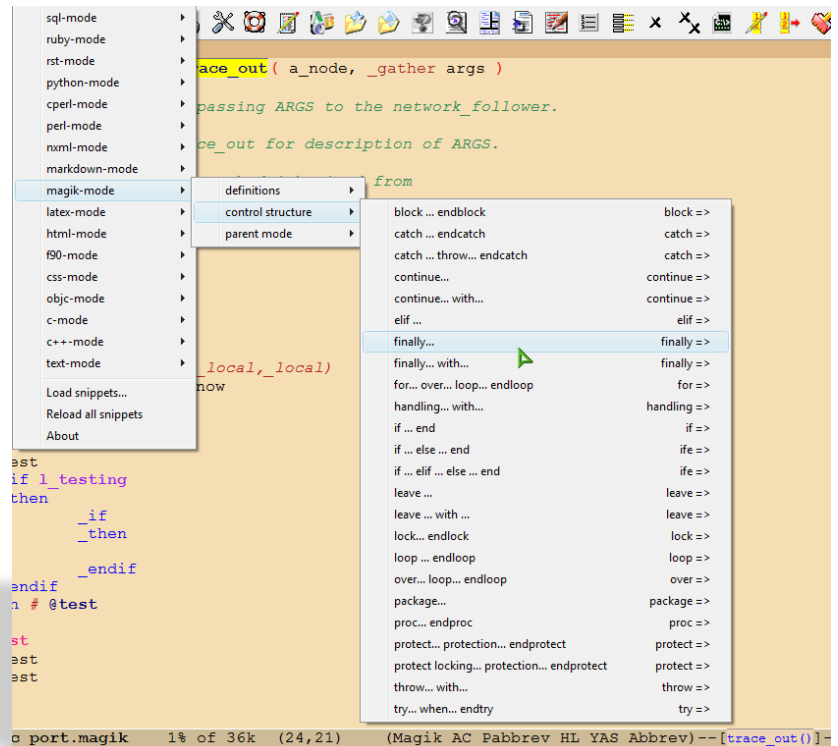 sql-mode
ruby-mode
rst-mode
python-mode
cperl-mode
perl-mode
nxml-mode
markdown-mode
magik-mode
latex-mode
html-mode
f90-mode
css-mode
objc-mode
c-mode
c++-mode
text-mode
Load snippets...
Reload all snippets
About
definitions
control structure
parent mode
block ... endblock block =>
catch ... endcatch catch =>
catch ... throw... endcatch catch =>
continue... continue =>
continue... with... continue =>
elif ... elif =>
finally... finally =>
finally... with... finally =>
for... over... loop... endloop for =>
handling... with... handling =>
if ... end if =>
if ... else ... end ife =>
if ... elif ... else ... end ife =>
leave ... leave =>
leave ... with ... leave =>
lock... endlock lock =>
loop ... endloop loop =>
over... loop... endloop over =>
package... package =>
proc... endproc proc =>
protect... protection... endprotect protect =>
protect locking... protection... endprotect protect =>
throw... with... throw =>
try... when... endtry try =>
race_out( a_node, _gather args )
passing ARGS to the network_follower.
ce_out for description of ARGS.
from
_local,_local)
now
est
if l_testing
then
_if
_then
_endif
endif
n # @test
st
est
est
c port.magik 1% of 36k (24,21) (Magik AC Pabbrev HL YAS Abbrev)--[trace_out()]-